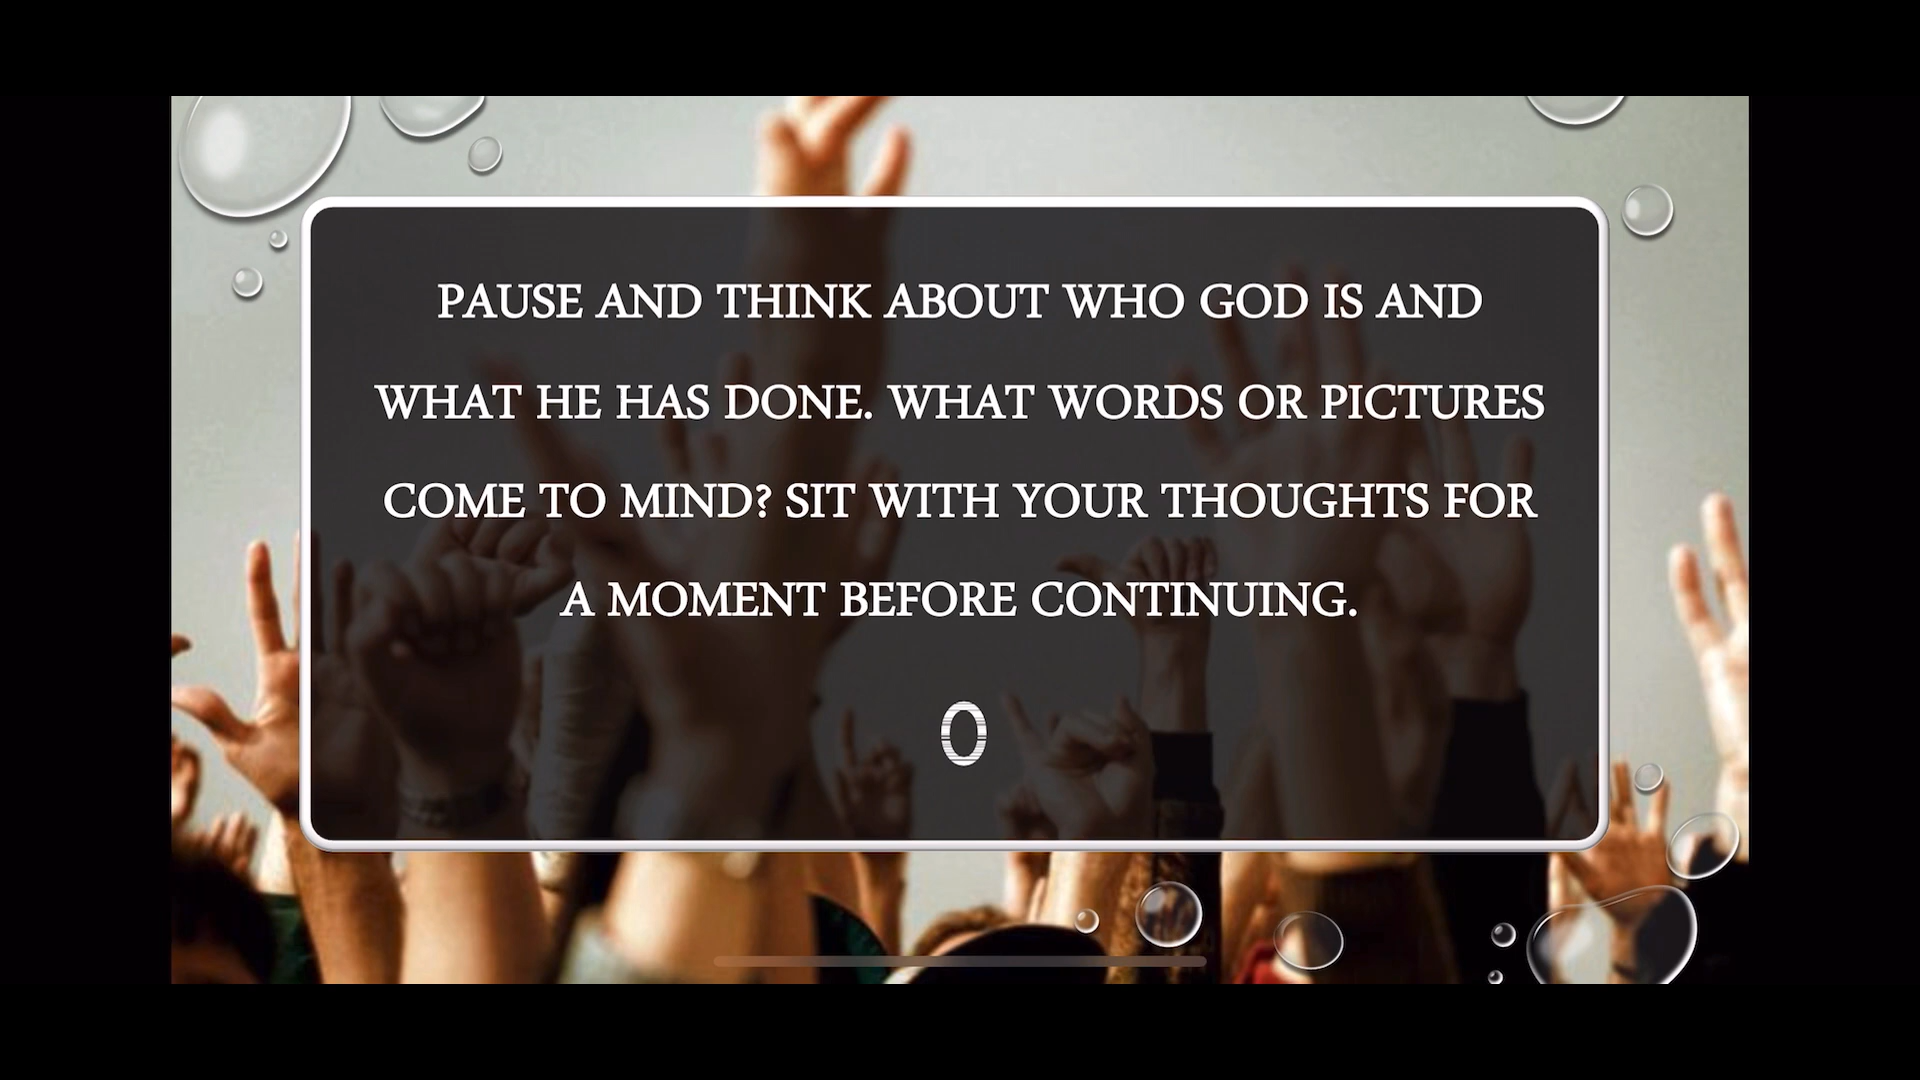 PAUSE AND THINK ABOUT WHO GOD IS AND
WHAT HE HAS DONE. WHAT WORDS OR PICTURES
COME TO MIND? SIT WITH YOUR THOUGHTS FOR
A MOMENT BEFORE CONTINUING.
0